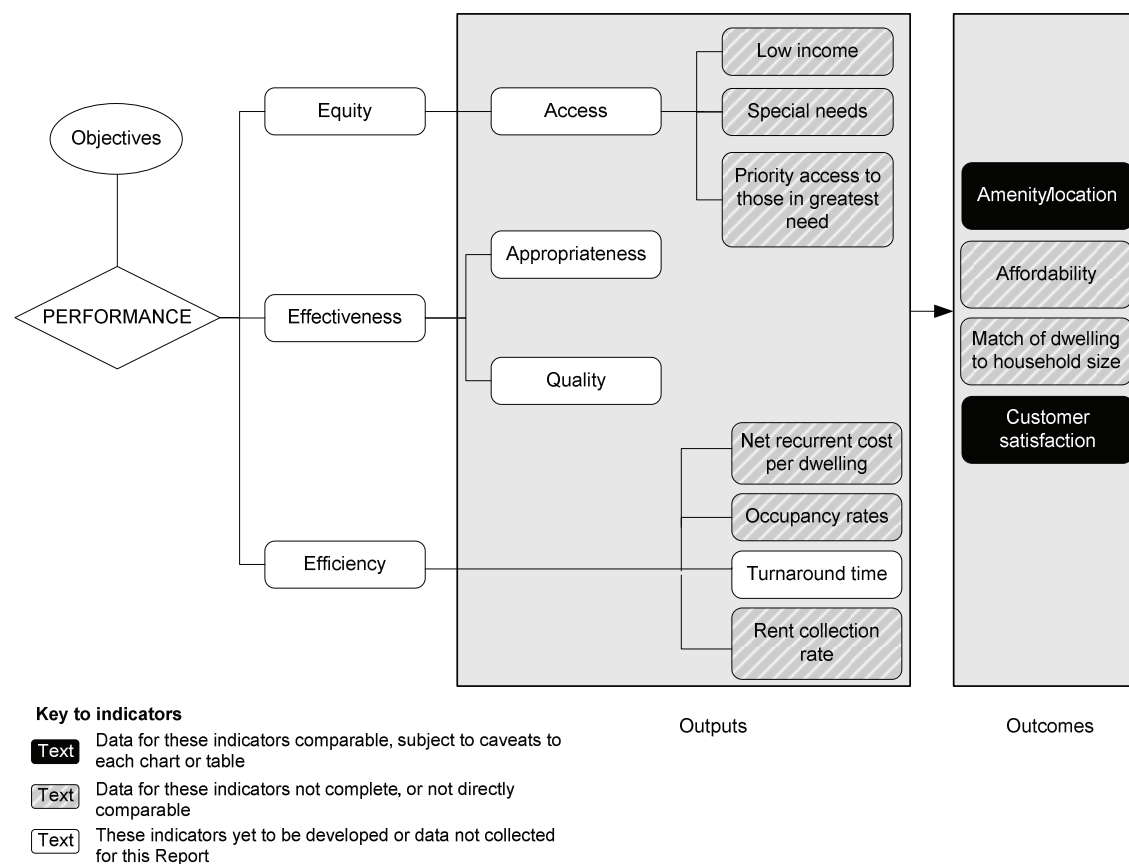 Objectives
PERFORMANCE
Equity
Effectiveness
Efficiency
Access
Appropriateness
Quality
Low income
Special needs
Priority access to
those in greatest
need
Net recurrent cost
per dwelling
Occupancy rates
Turnaround time
Rent collection
rate
Amenity/location
Affordability
Match of dwelling
to household size
Customer
satisfaction
Outputs
Outcomes
Key to indicators
Text
Data for these indicators comparable, subject to caveats to
each chart or table
Text
Data for these indicators not complete, or not directly
comparable
Text
These indicators yet to be developed or data not collected
for this Report